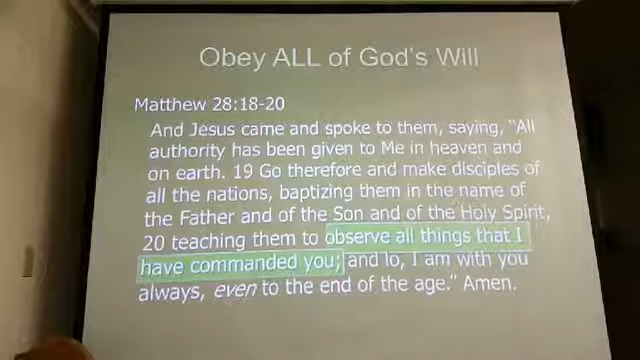 Obey ALL of God's Will
Matthew 28:18-20
And Jesus came and spoke to them, saying, "All
authority has been given to Me in heaven and
on earth. 19 Go therefore and make disciples of
all the nations, baptizing them in the name of
the Father and of the Son and of the Holy Spirit,
20 teaching them to observe all things that I
have commanded you; and lo, I am with you
always, even to the end of the age." Amen.